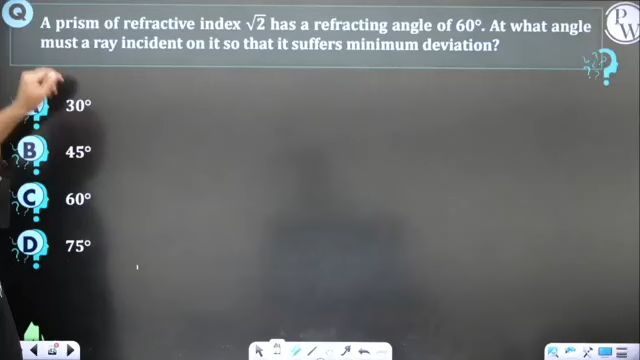 Q
A prism of refractive index √2 has a refracting angle of 60°. At what angle
must a ray incident on it so that it suffers minimum deviation?
P
W
30°
B 45°
C 60°
D 75°